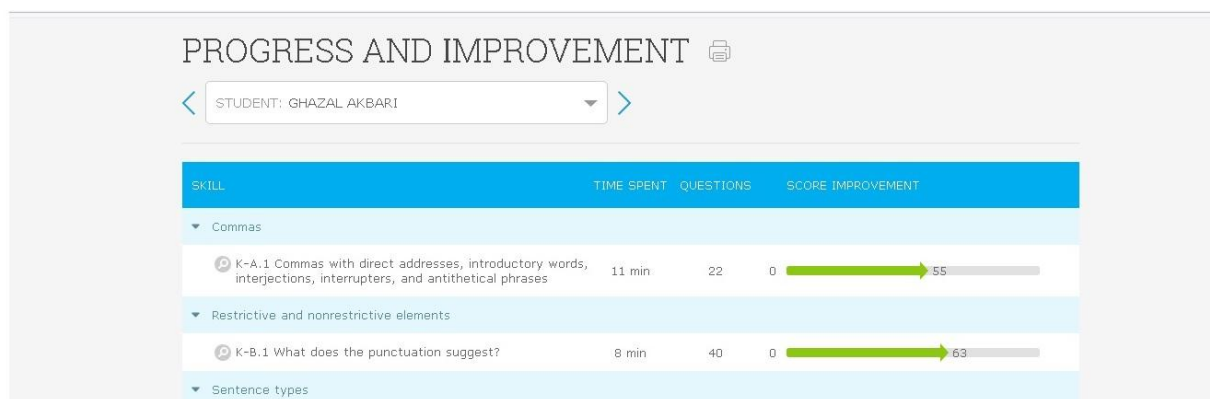 PROGRESS AND IMPROVEMENT
STUDENT: GHAZAL AKBARI
SKILL TIME SPENT QUESTIONS SCORE IMPROVEMENT
Commas
K-A.1 Commas with direct addresses, introductory words,
interjections, interrupters, and antithetical phrases 11 min 22 0 55
Restrictive and nonrestrictive elements
K-B.1 What does the punctuation suggest? 8 min 40 0 63
Sentence types